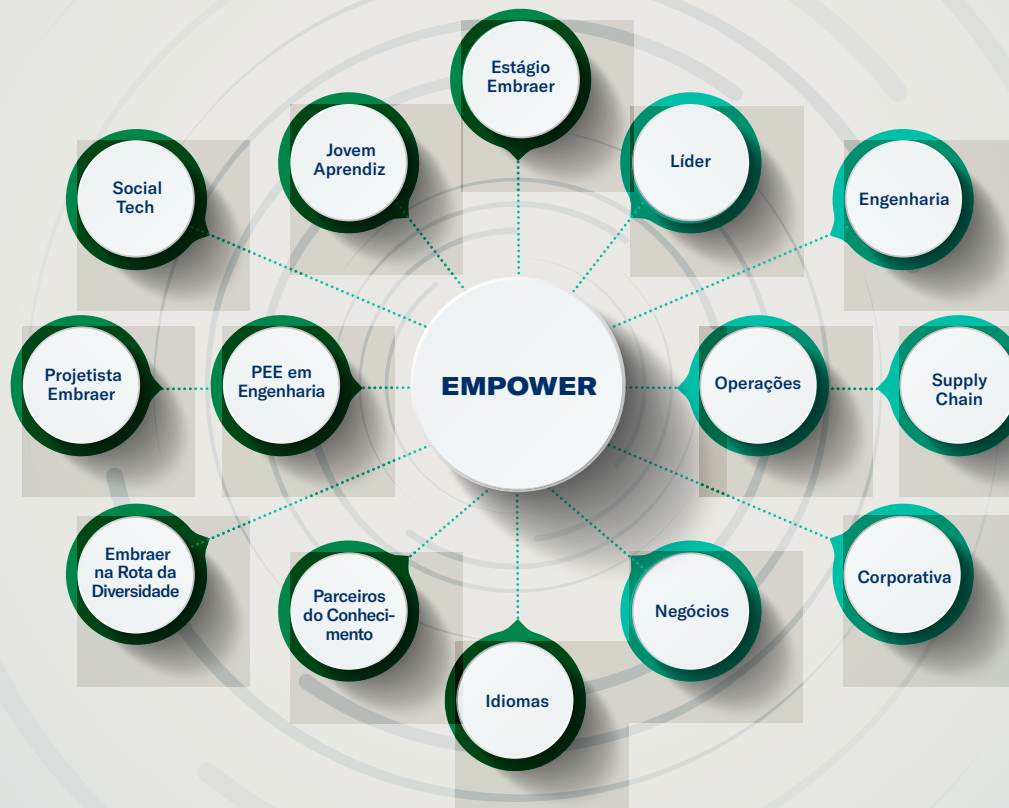 Estágio
Embraer
Jovem
Aprendiz
Líder
Social
Tech
Engenharia
Projetista
Embraer
PEE em
Engenharia
EMPOWER
Operações
Supply
Chain
Embraer
na Rota da
Diversidade
Parceiros
do Conheci-
mento
Negócios
Corporativa
Idiomas